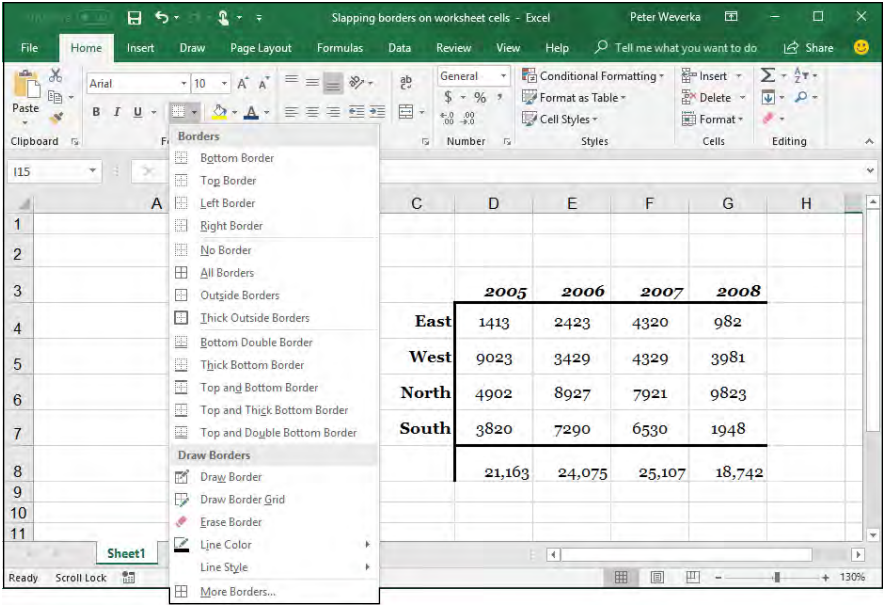 Slapping borders on worksheet cells - Excel Peter Weverka
File Home Insert Draw Page Layout Formulas Data Review View Help Tell me what you want to do Share
Arial 10 A A ab General Conditional Formatting Insert Σ
Paste B I U A $ % , Format as Table Delete
Cell Styles Format
Clipboard Number Styles Cells Editing
I15
A C D E F G H
Borders
Bottom Border
Top Border
Left Border
Right Border
No Border
All Borders
Outside Borders
Thick Outside Borders
Bottom Double Border
Thick Bottom Border
Top and Bottom Border
Top and Thick Bottom Border
Top and Double Bottom Border
Draw Borders
Draw Border
Draw Border Grid
Erase Border
Line Color
Line Style
More Borders...
1
2
3 2005 2006 2007 2008
4 East 1413 2423 4320 982
5 West 9023 3429 4329 3981
6 North 4902 8927 7921 9823
7 South 3820 7290 6530 1948
8 21,163 24,075 25,107 18,742
9
10
11
Sheet1
Ready Scroll Lock - + 130%